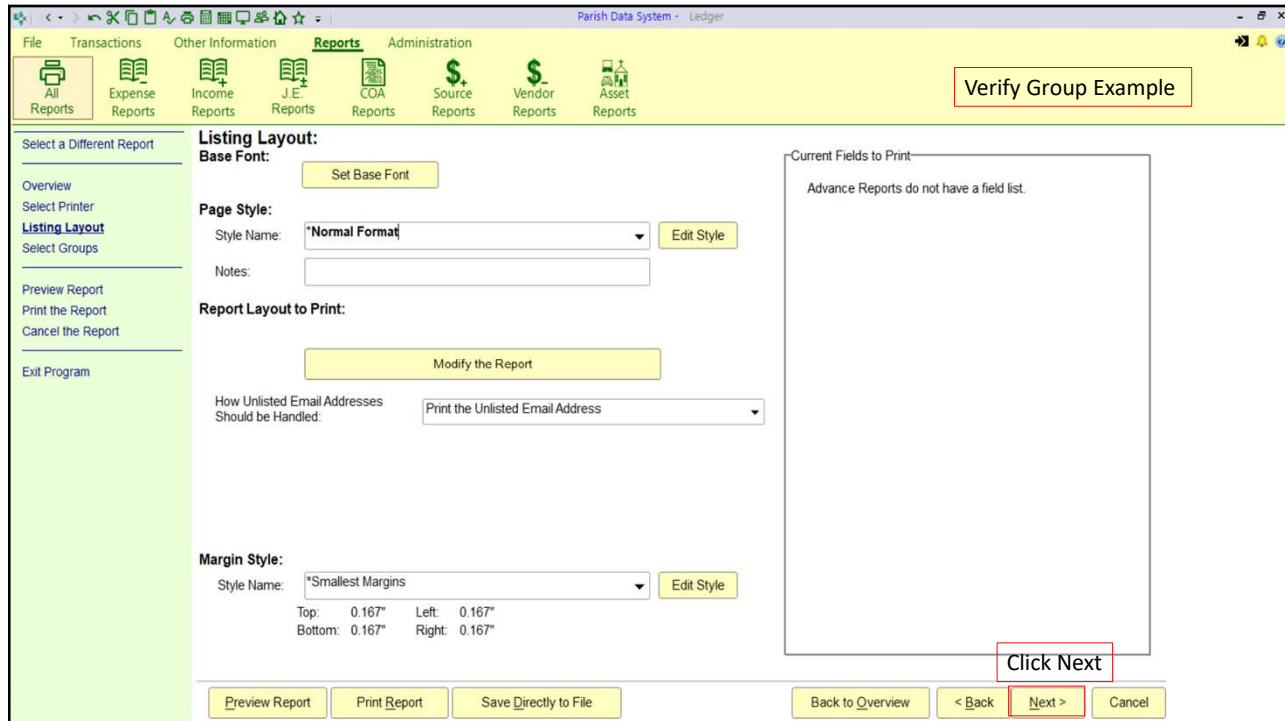 Parish Data System - Ledger
File Transactions Other Information Reports Administration
All Reports
Expense Reports
Income Reports
J.E. Reports
COA Reports
Source Reports
Vendor Reports
Asset Reports
Verify Group Example
Select a Different Report
Overview
Select Printer
Listing Layout
Select Groups
Preview Report
Print the Report
Cancel the Report
Exit Program
Listing Layout:
Base Font:
Set Base Font
Page Style:
Style Name: *Normal Format Edit Style
Notes:
Report Layout to Print:
Modify the Report
How Unlisted Email Addresses
Should be Handled:
Print the Unlisted Email Address
Margin Style:
Style Name: *Smallest Margins Edit Style
Top: 0.167" Left: 0.167"
Bottom: 0.167" Right: 0.167"
Current Fields to Print
Advance Reports do not have a field list.
Click Next
Preview Report Print Report Save Directly to File Back to Overview < Back Next > Cancel